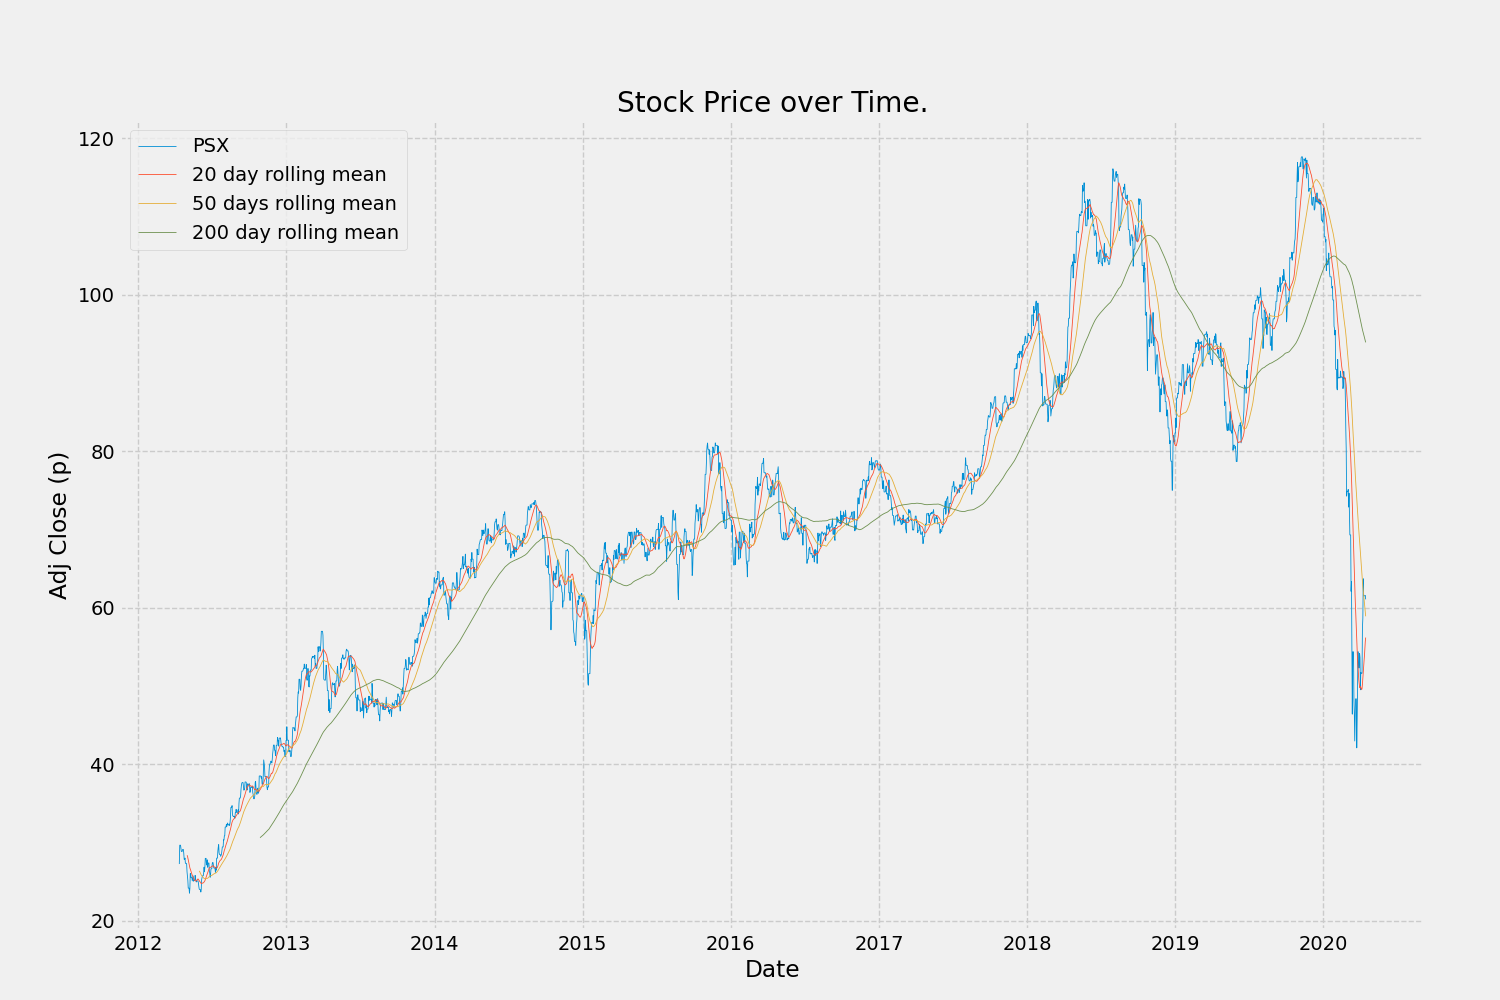 Stock Price over Time.
PSX
20 day rolling mean
50 days rolling mean
200 day rolling mean
Adj Close (p)
120
100
80
60
40
20
2012 2013 2014 2015 2016 2017 2018 2019 2020
Date